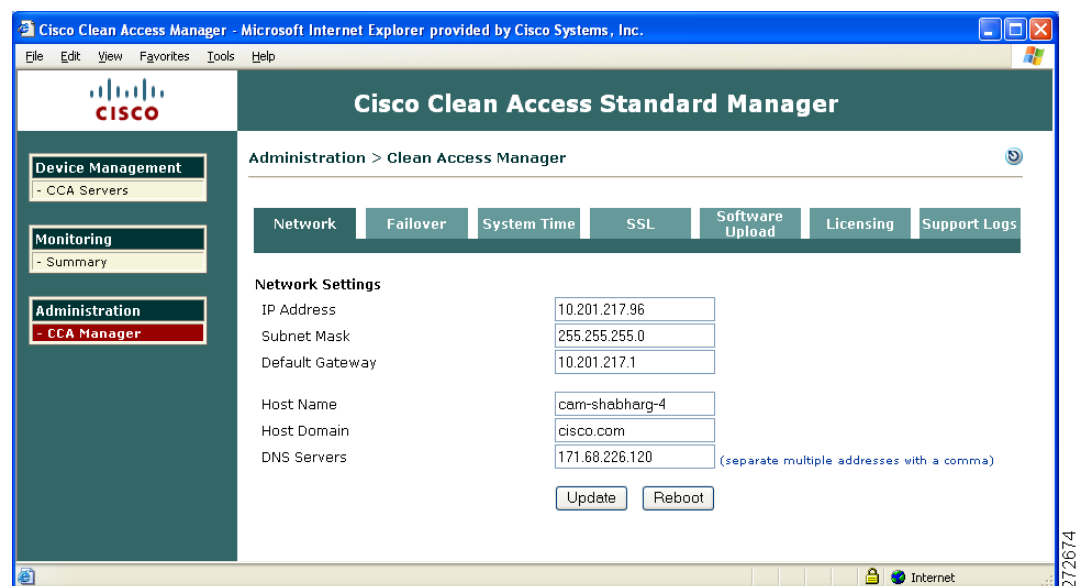 Cisco Clean Access Manager - Microsoft Internet Explorer provided by Cisco Systems, Inc.
File Edit View Favorites Tools Help
CISCO
Cisco Clean Access Standard Manager
Device Management
- CCA Servers
Monitoring
- Summary
Administration
- CCA Manager
Administration > Clean Access Manager
Network Failover System Time SSL Software Upload Licensing Support Logs
Network Settings
IP Address 10.201.217.96
Subnet Mask 255.255.255.0
Default Gateway 10.201.217.1
Host Name cam-shabharg-4
Host Domain cisco.com
DNS Servers 171.68.226.120 (separate multiple addresses with a comma)
Update Reboot
Internet
272674